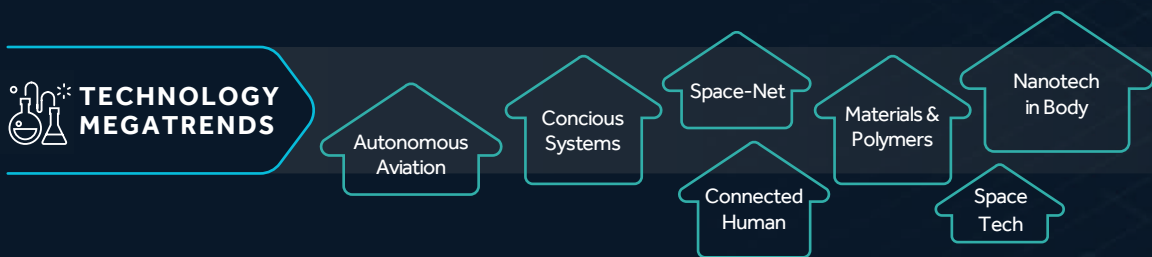 TECHNOLOGY
MEGATRENDS
Autonomous
Aviation
Concious
Systems
Space-Net
Connected
Human
Materials &
Polymers
Nanotech
in Body
Space
Tech